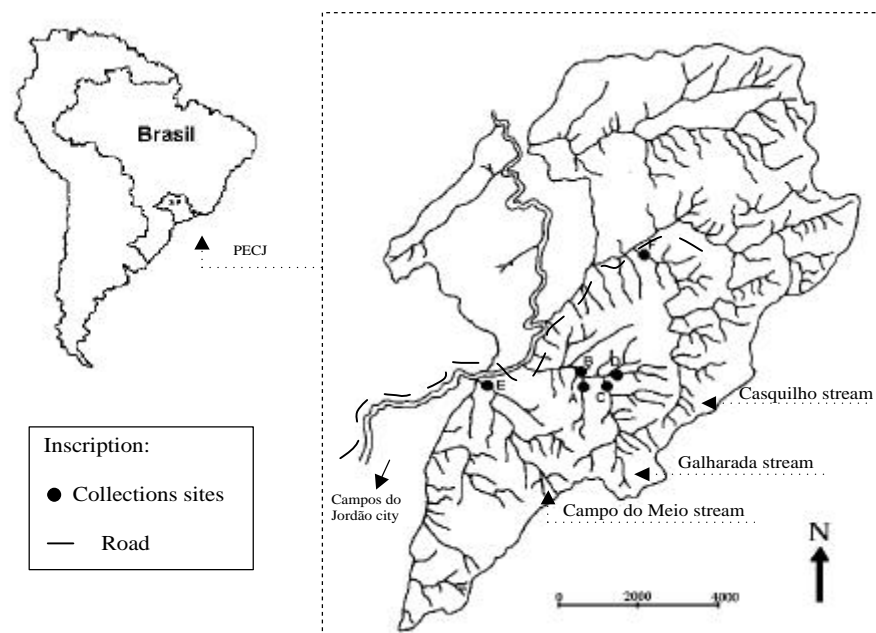 Brasil
S.P.
PECJ
Inscription:
Collections sites
Road
F
B
D
A
C
E
Casquilho stream
Galharada stream
Campo do Meio stream
Campos do
Jordão city
N
0 2000 4000